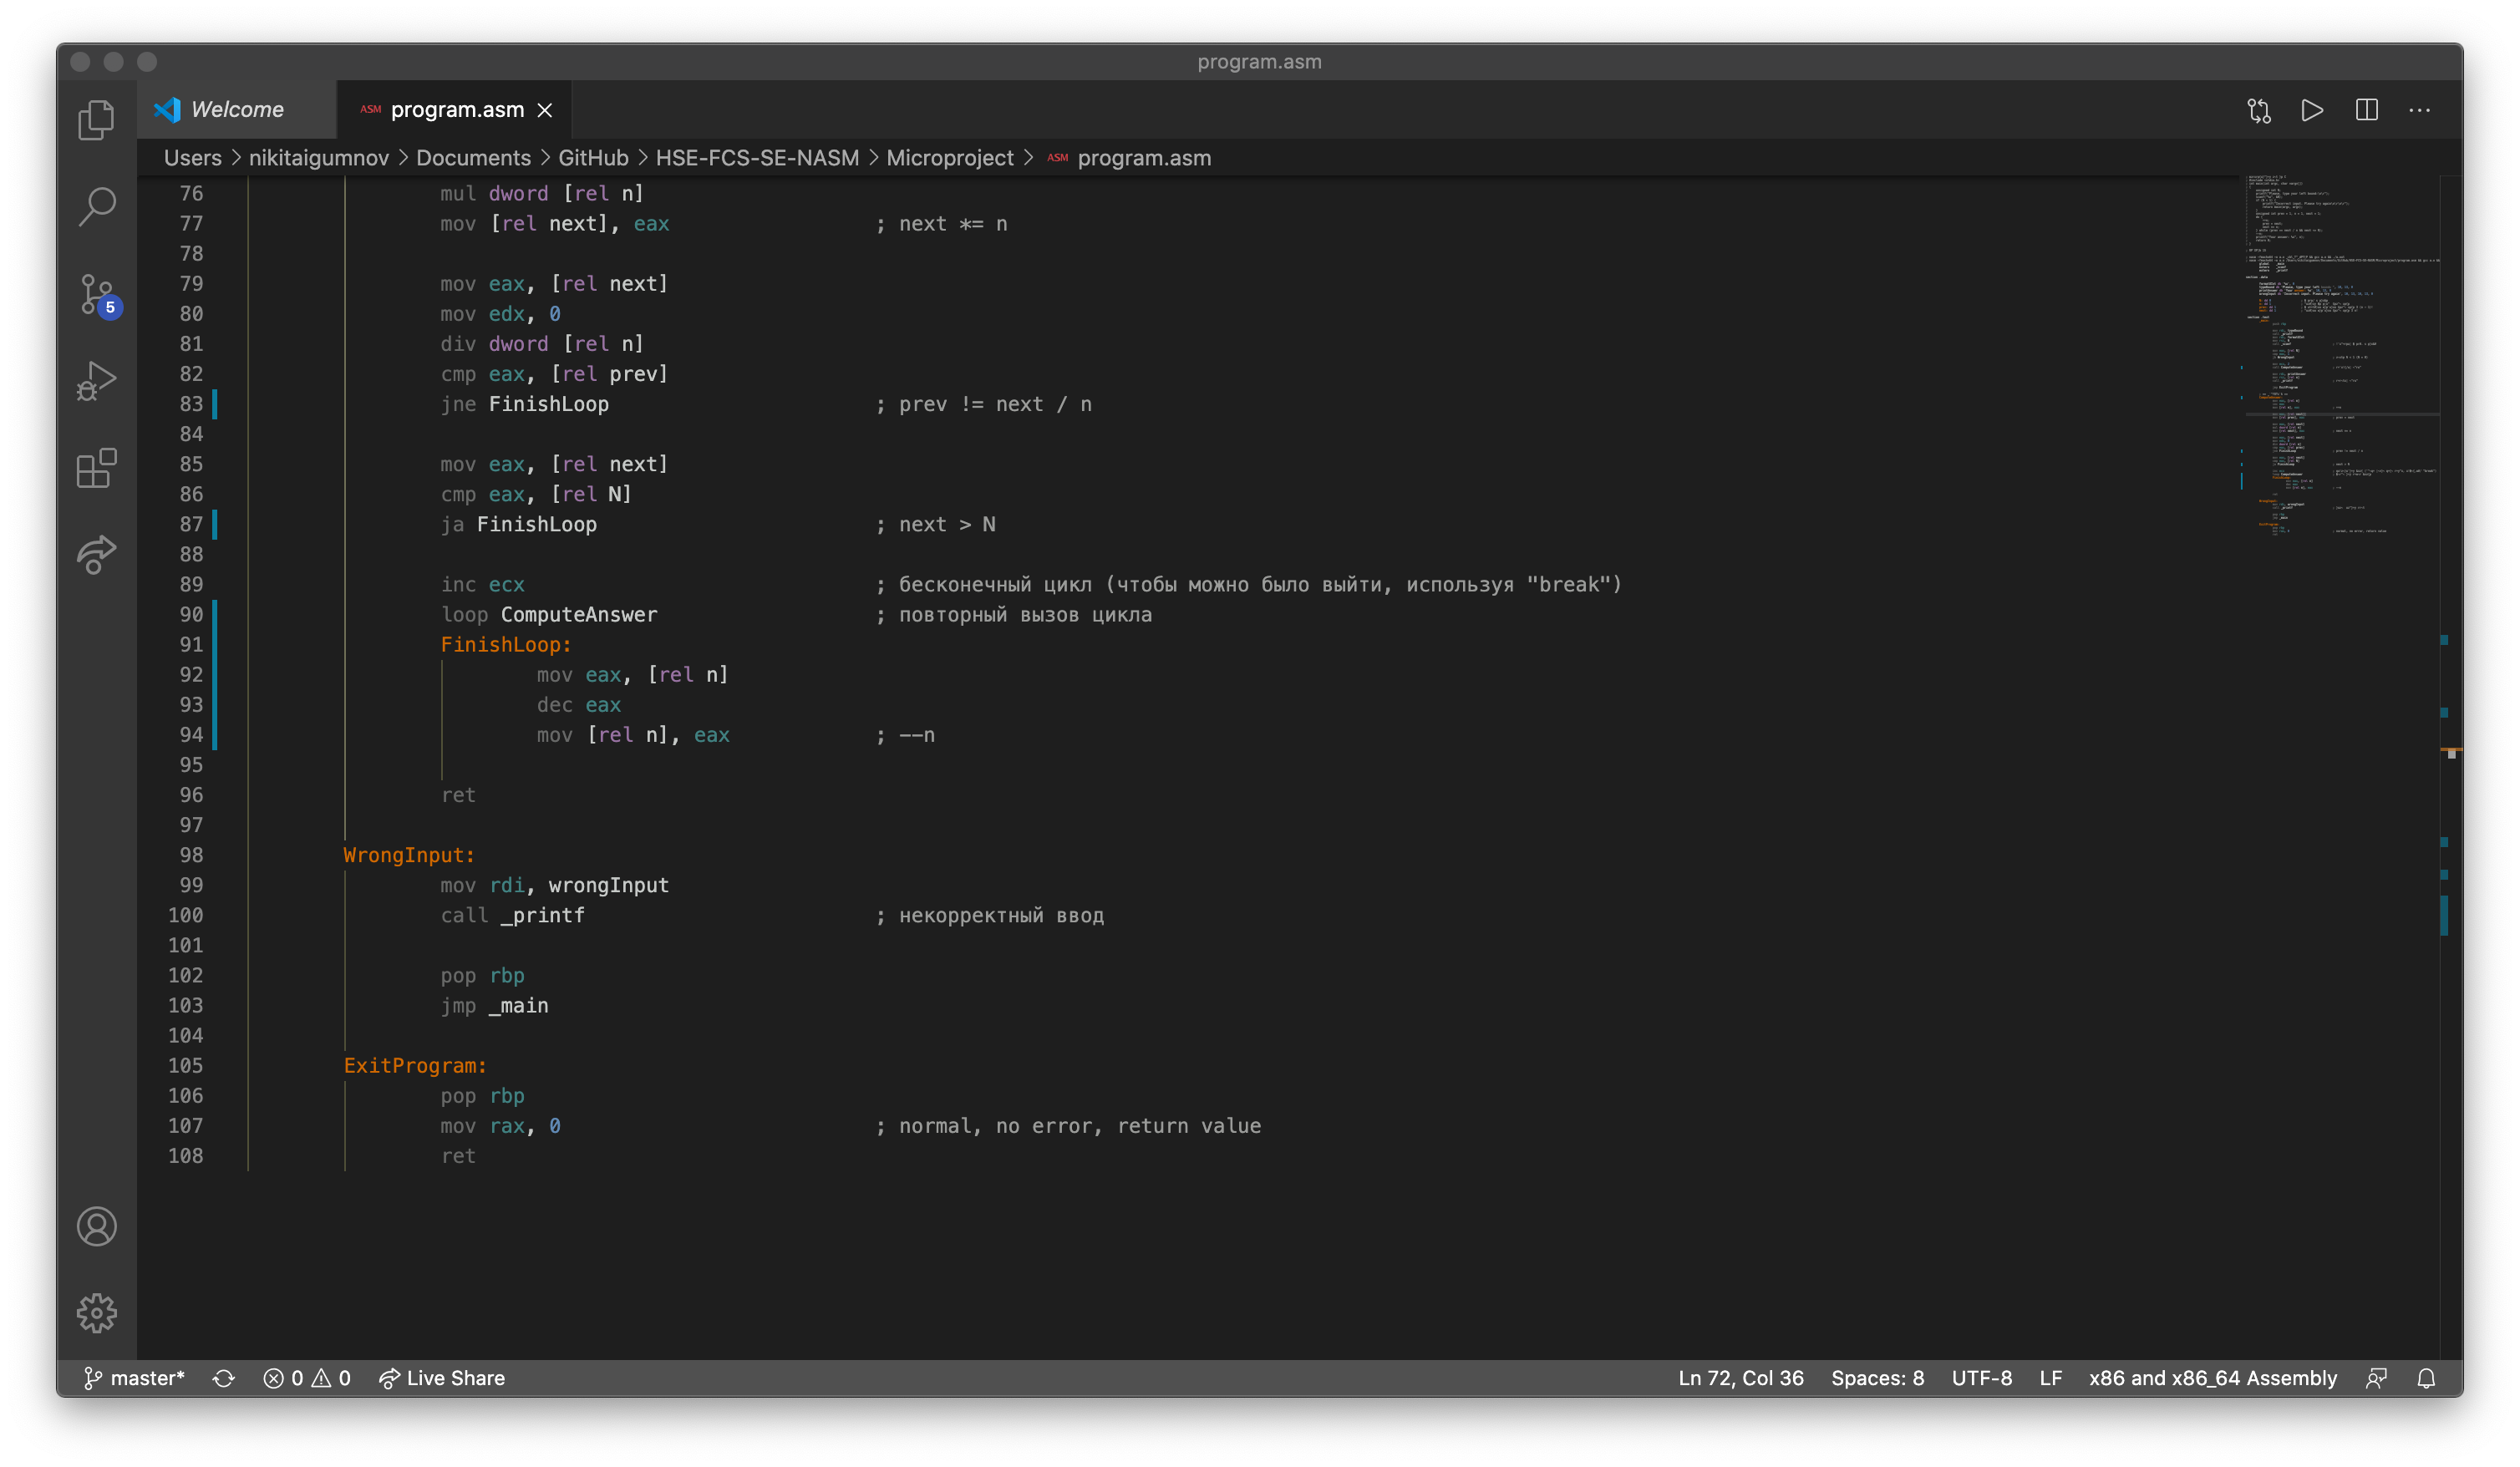 program.asm
Welcome
ASM program.asm
Users > nikitaigumnov > Documents > GitHub > HSE-FCS-SE-NASM > Microproject > ASM program.asm
76 mul dword [rel n]
77 mov [rel next], eax ; next *= n
78
79 mov eax, [rel next]
80 mov edx, 0
81 div dword [rel n]
82 cmp eax, [rel prev]
83 jne FinishLoop ; prev != next / n
84
85 mov eax, [rel next]
86 cmp eax, [rel N]
87 ja FinishLoop ; next > N
88
89 inc ecx ; бесконечный цикл (чтобы можно было выйти, используя "break")
90 loop ComputeAnswer ; повторный вызов цикла
91 FinishLoop:
92 mov eax, [rel n]
93 dec eax
94 mov [rel n], eax ; --n
95
96 ret
97
98 WrongInput:
99 mov rdi, wrongInput
100 call _printf ; некорректный ввод
101
102 pop rbp
103 jmp _main
104
105 ExitProgram:
106 pop rbp
107 mov rax, 0 ; normal, no error, return value
108 ret
5
master* 0 0 Live Share Ln 72, Col 36 Spaces: 8 UTF-8 LF x86 and x86_64 Assembly